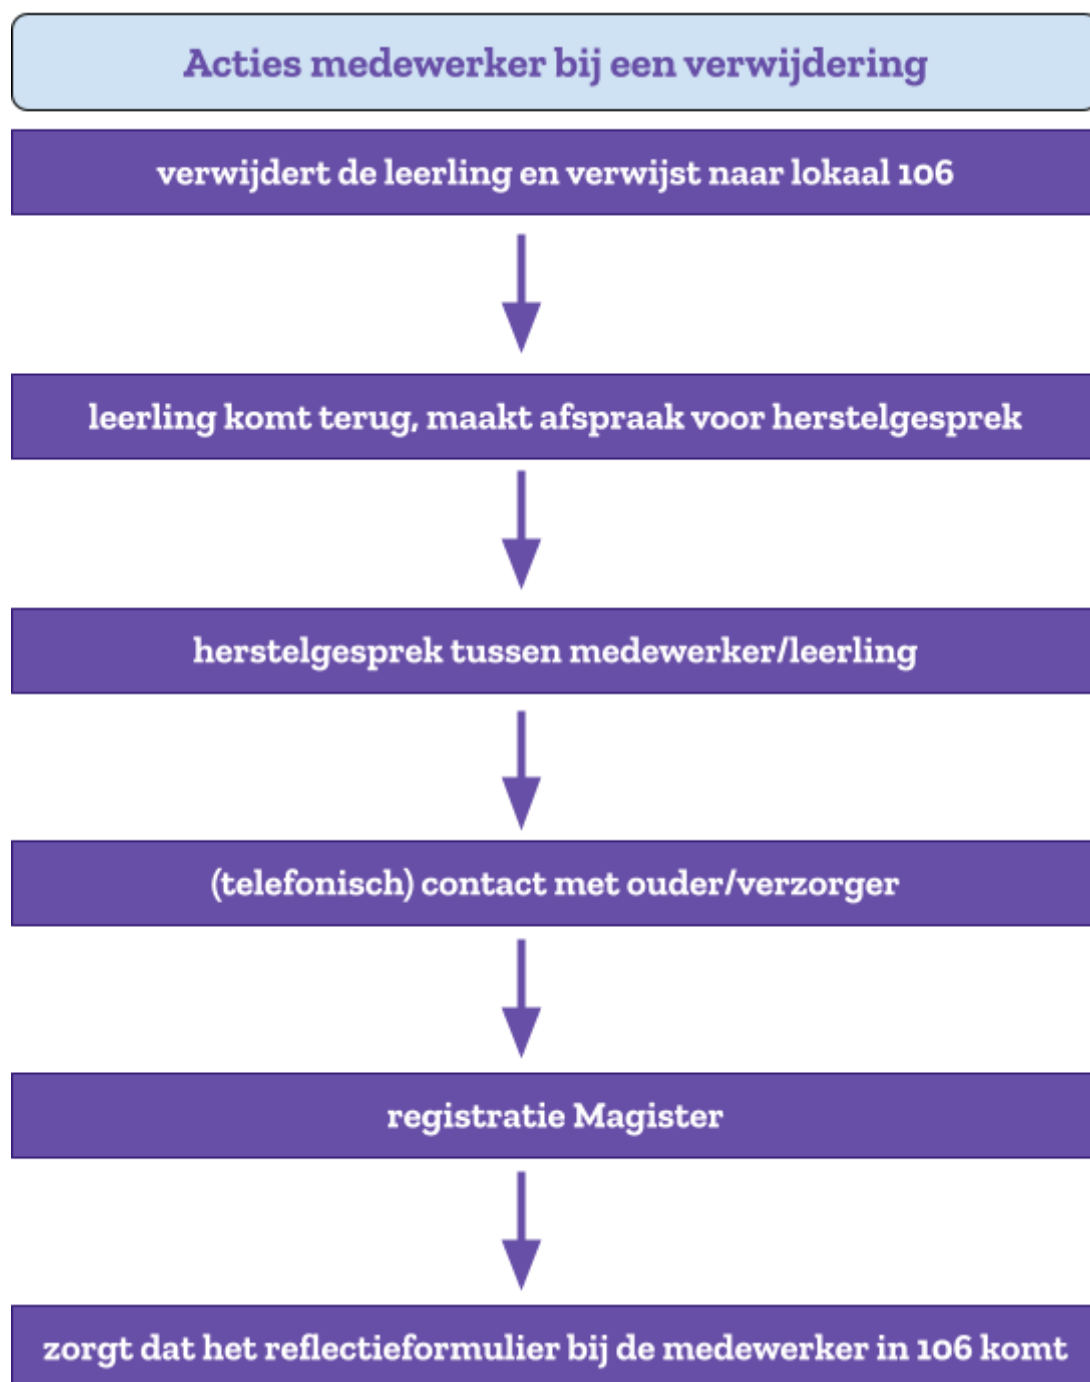 Acties medewerker bij een verwijdering
verwijdert de leerling en verwijst naar lokaal 106
leerling komt terug, maakt afspraak voor herstelgesprek
herstelgesprek tussen medewerker/leerling
(telefonisch) contact met ouder/verzorger
registratie Magister
zorgt dat het reflectieformulier bij de medewerker in 106 komt